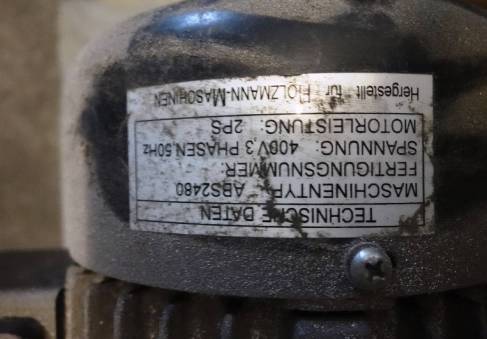 TECHNISCHE DATEN
MASCHINENTYP: ABS2480
FERTIGUNGSNUMMER:
SPANNUNG: 400V 3 PHASEN 50Hz
MOTORLEISTUNG: 2PS
Hergestellt für HOLZMANN-MASCHINEN